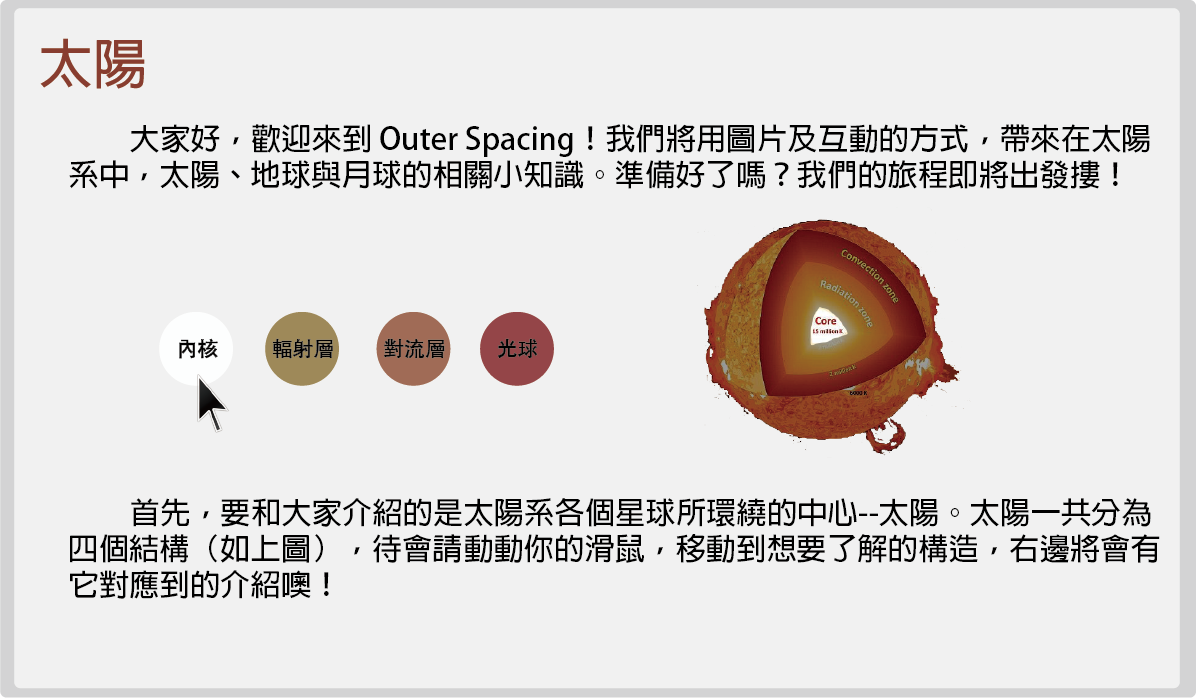 太陽
大家好，歡迎來到 Outer Spacing！我們將用圖片及互動的方式，帶來在太陽
系中，太陽、地球與月球的相關小知識。準備好了嗎？我們的旅程即將出發摟！
Convection zone
Radiation zone
Core
15 million K
2 million K
6000 K
內核
輻射層
對流層
光球
首先，要和大家介紹的是太陽系各個星球所環繞的中心--太陽。太陽一共分為
四個結構（如上圖），待會請動動你的滑鼠，移動到想要了解的構造，右邊將會有
它對應到的介紹噢！